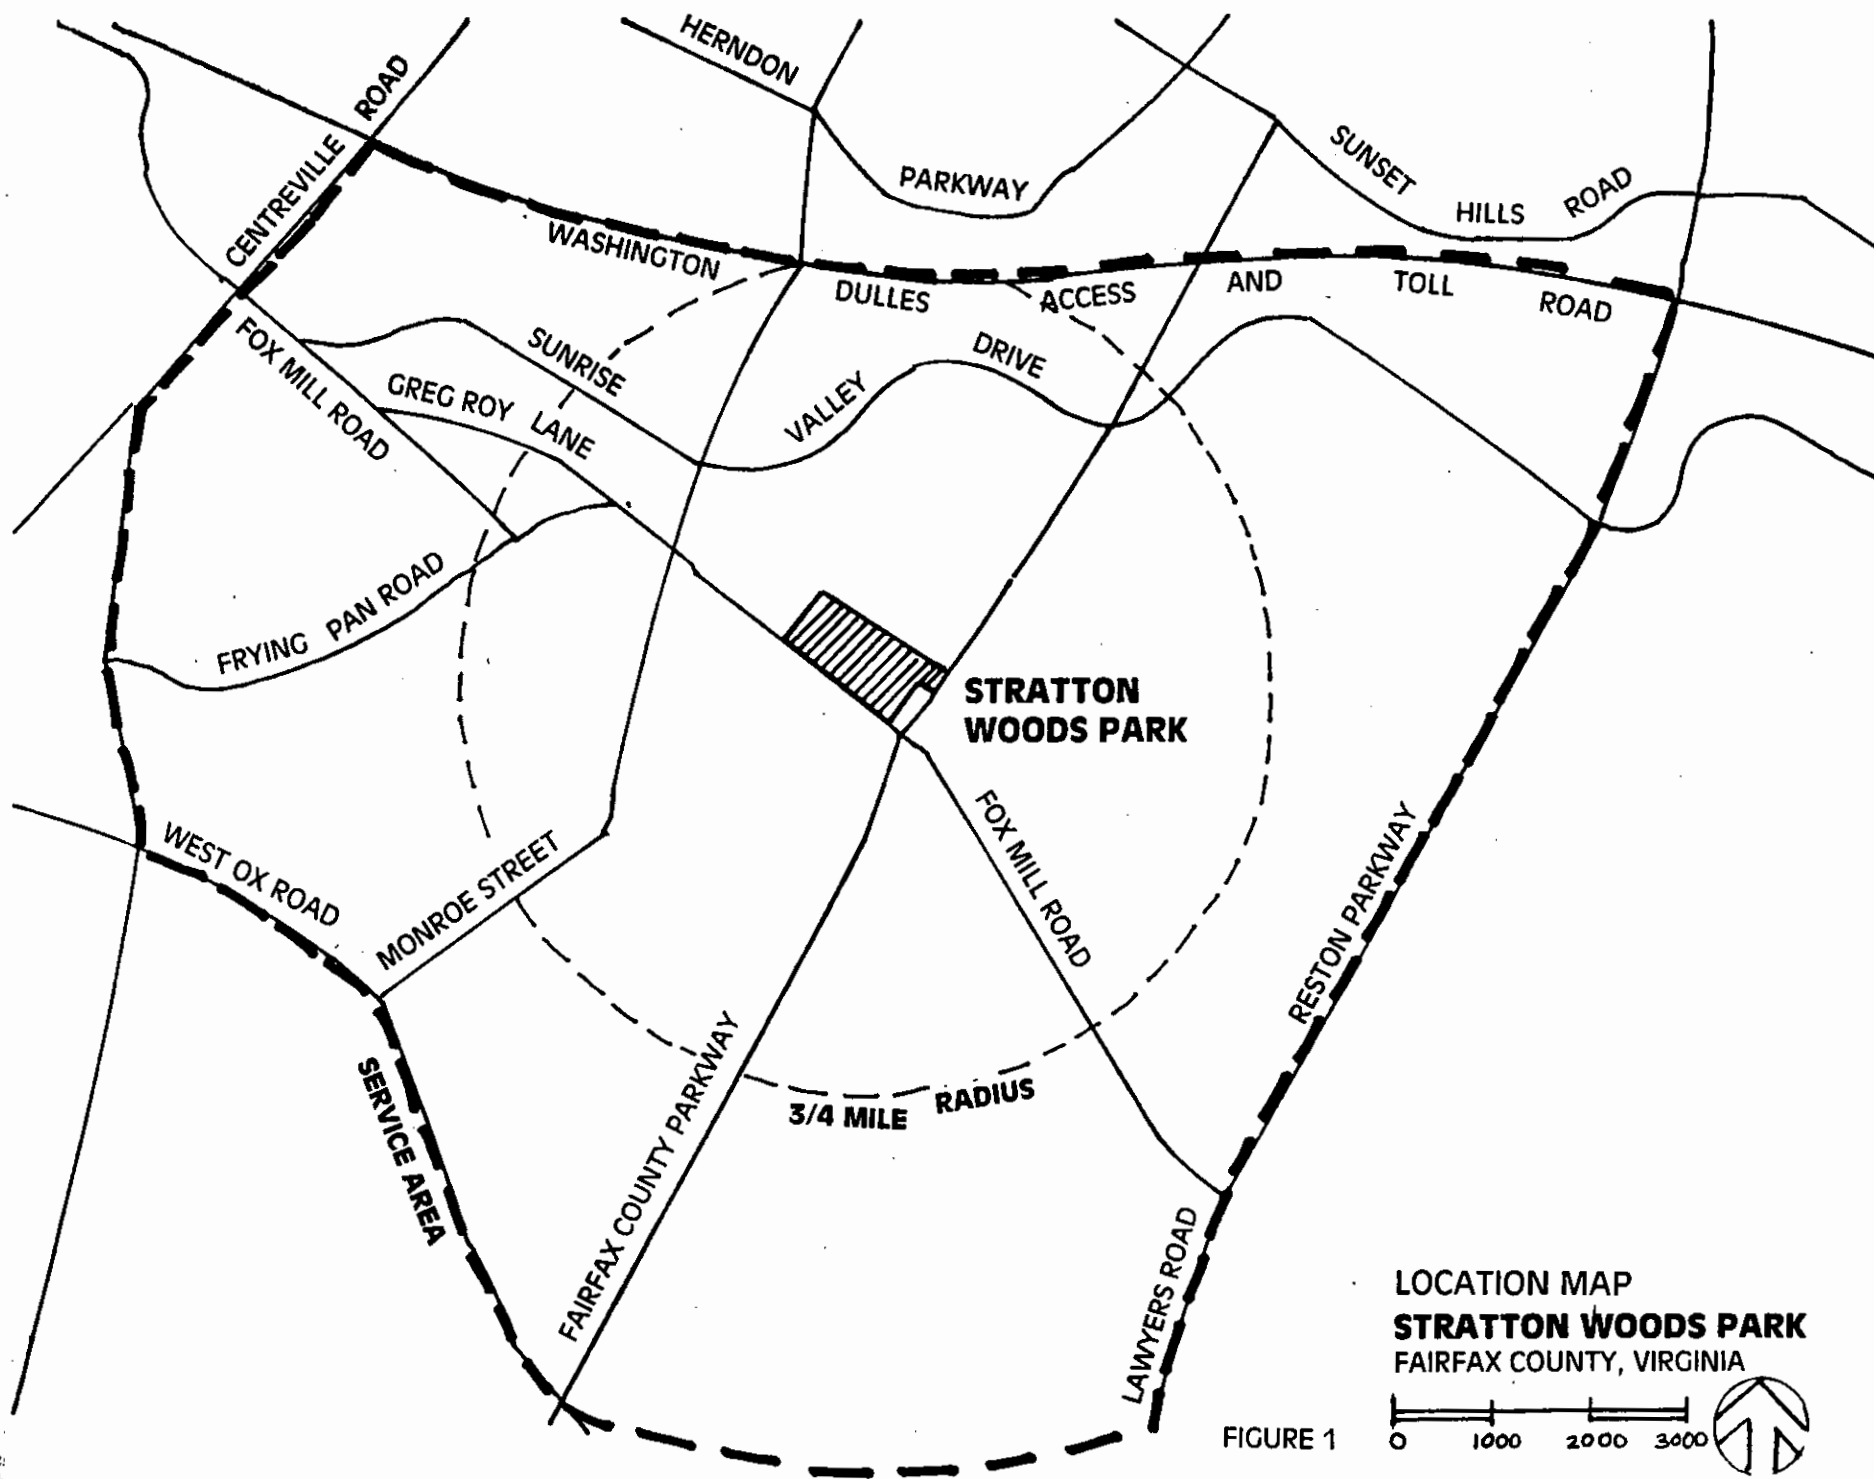 HERNDON
PARKWAY
CENTREVILLE ROAD
SUNSET HILLS ROAD
WASHINGTON DULLES ACCESS AND TOLL ROAD
SUNRISE VALLEY DRIVE
FOX MILL ROAD
GREG ROY LANE
FRYING PAN ROAD
STRATTON
WOODS PARK
WEST OX ROAD
MONROE STREET
FOX MILL ROAD
RESTON PARKWAY
SERVICE AREA
FAIRFAX COUNTY PARKWAY
3/4 MILE RADIUS
LAWYERS ROAD
LOCATION MAP
STRATTON WOODS PARK
FAIRFAX COUNTY, VIRGINIA
FIGURE 1
0 1000 2000 3000